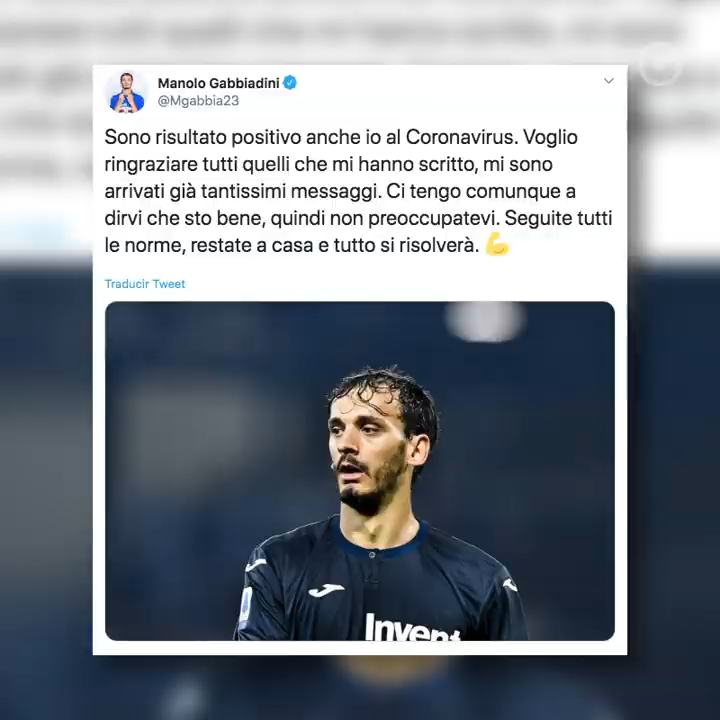 Manolo Gabbiadini
@Mgabbia23
Sono risultato positivo anche io al Coronavirus. Voglio
ringraziare tutti quelli che mi hanno scritto, mi sono
arrivati già tantissimi messaggi. Ci tengo comunque a
dirvi che sto bene, quindi non preoccupatevi. Seguite tutti
le norme, restate a casa e tutto si risolverà. 💪
Traducir Tweet
Invent